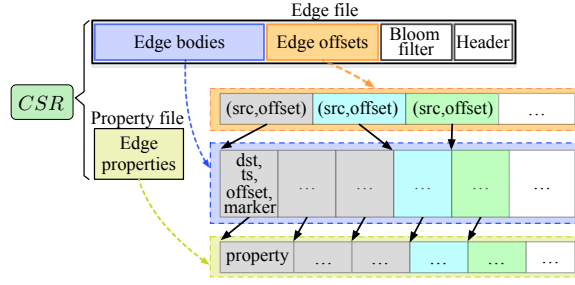 Edge file
Edge bodies
Edge offsets
Bloom
filter
Header
CSR
Property file
Edge
properties
(src,offset)
(src,offset)
(src,offset)
...
dst,
ts,
offset,
marker
...
...
...
...
...
property
...
...
...
...
...